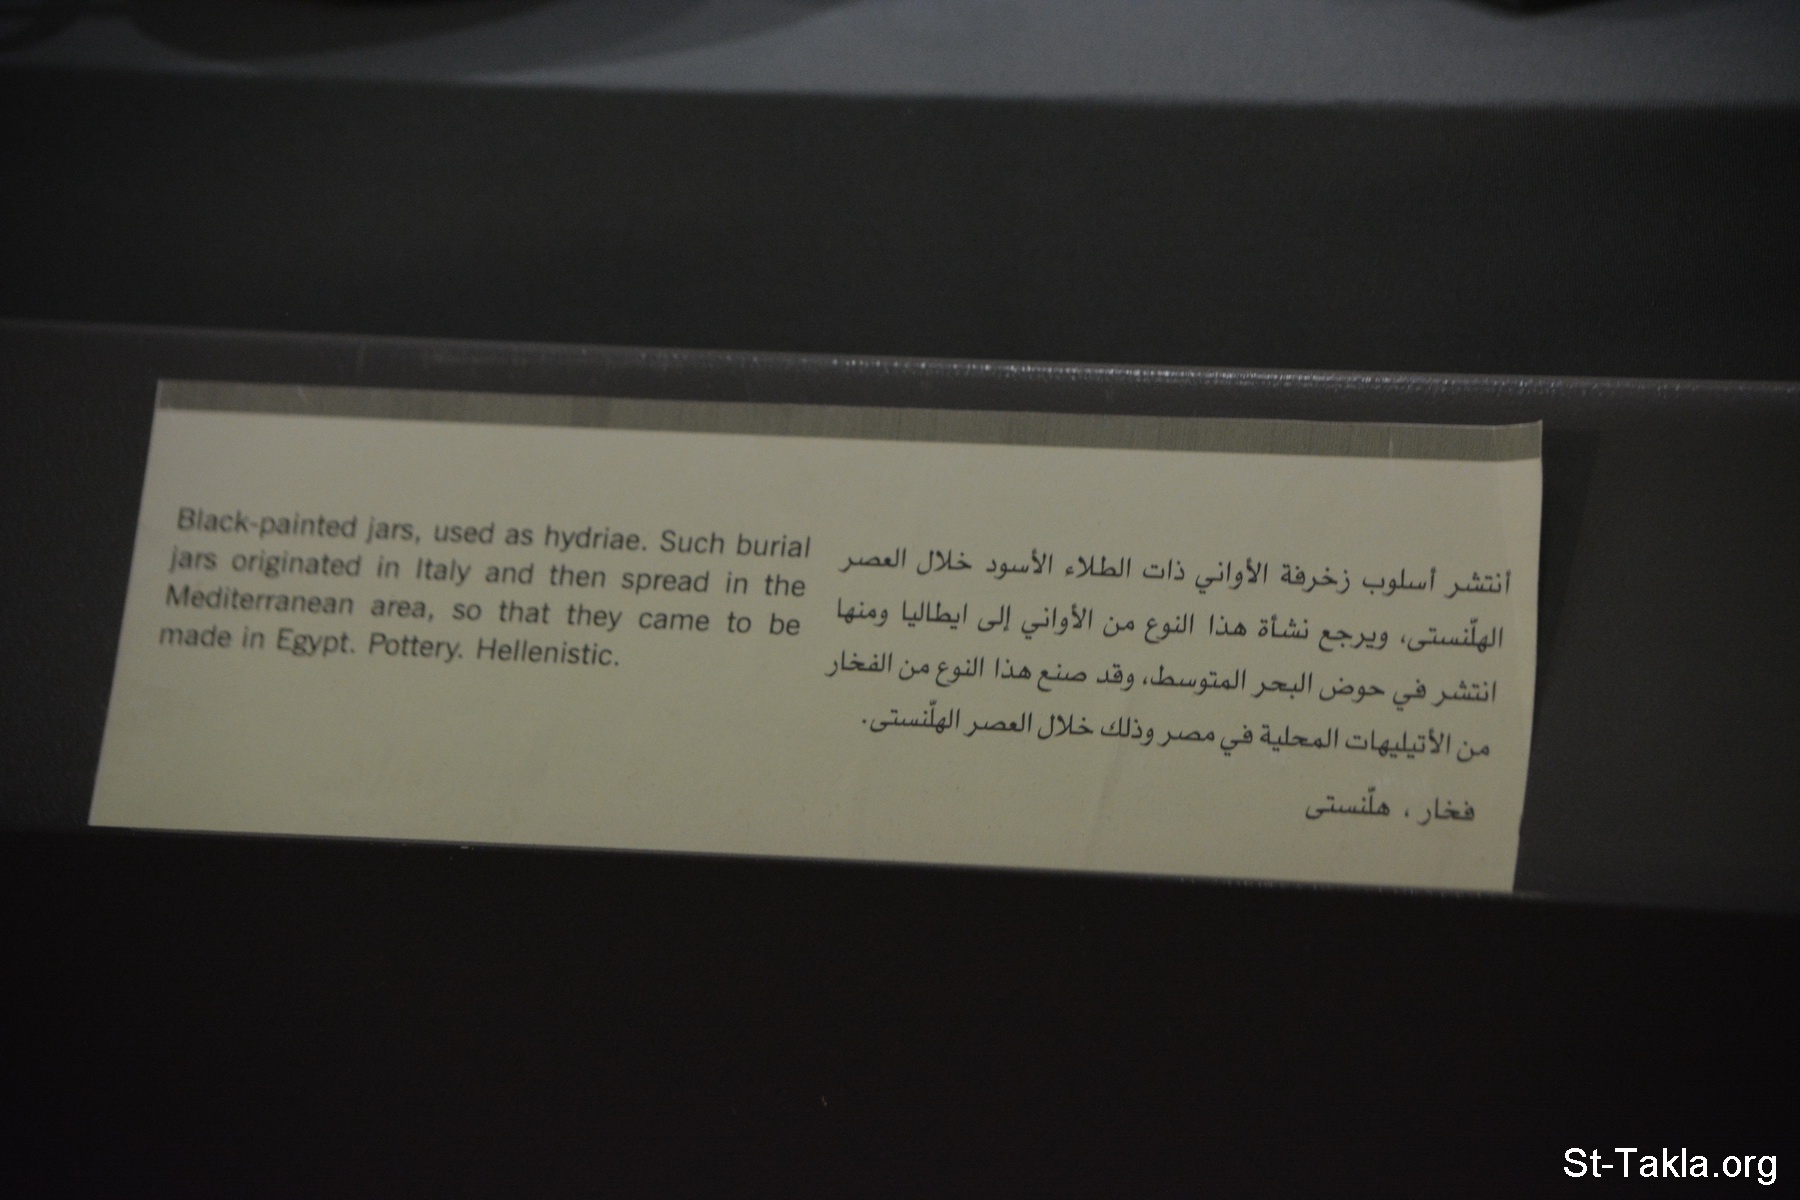 Black-painted jars, used as hydriae. Such burial
jars originated in Italy and then spread in the
Mediterranean area, so that they came to be
made in Egypt. Pottery. Hellenistic.
أنتشر أسلوب زخرفة الأواني ذات الطلاء الأسود خلال العصر
الهلّنستى، ويرجع نشأة هذا النوع من الأواني إلى ايطاليا ومنها
انتشر في حوض البحر المتوسط، وقد صنع هذا النوع من الفخار
من الأتيليهات المحلية في مصر وذلك خلال العصر الهلّنستى.
فخار ، هلّنستى
St-Takla.org